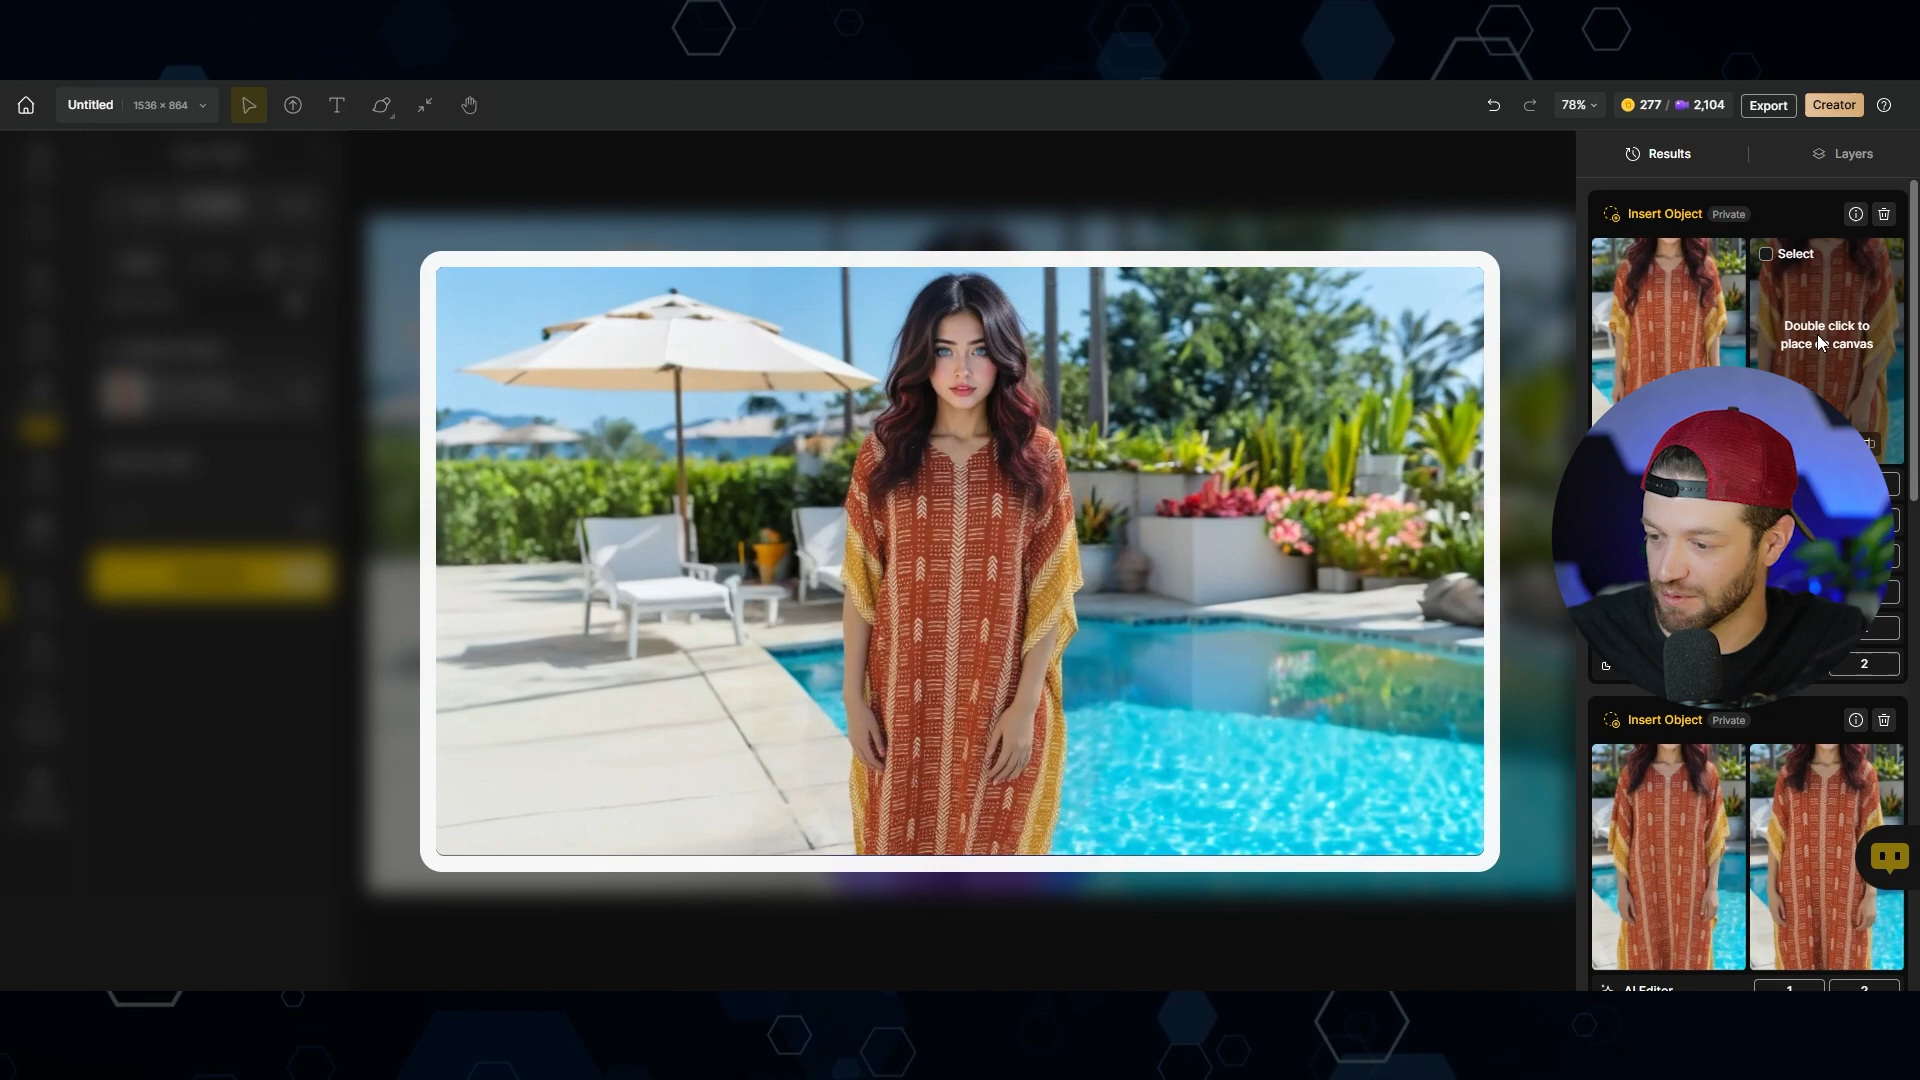 Untitled 1536 × 864
78% 277 / 2,104 Export Creator
Results Layers
Insert Object Private
Select
Double click to
place canvas
2
Insert Object Private
AI Editor 1 2